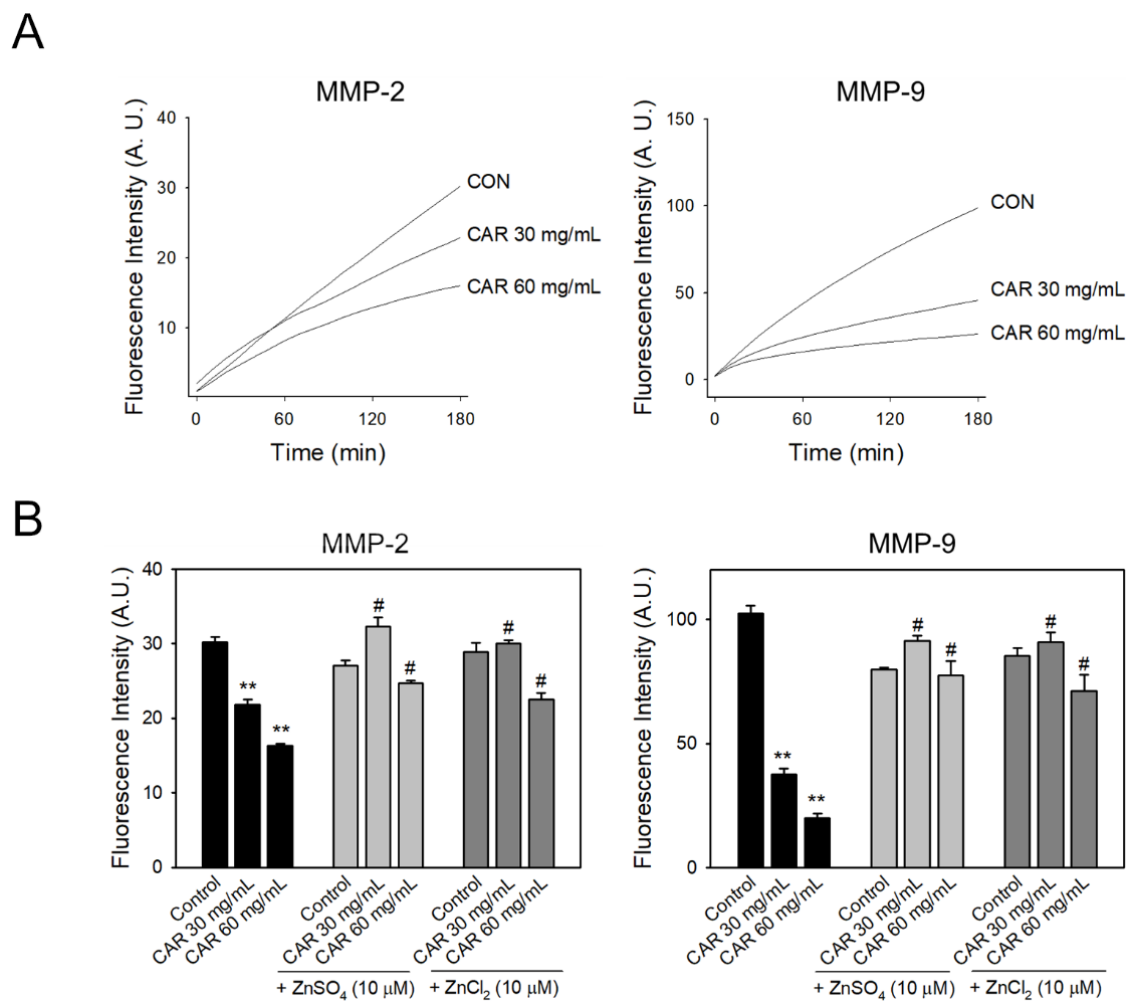 A
MMP-2
Fluorescence Intensity (A. U.)
40
30
20
10
CON
CAR 30 mg/mL
CAR 60 mg/mL
0 60 120 180
Time (min)
MMP-9
Fluorescence Intensity (A. U.)
150
100
50
0
CON
CAR 30 mg/mL
CAR 60 mg/mL
0 60 120 180
Time (min)
B
MMP-2
Fluorescence Intensity (A.U.)
40
30
20
10
0
** ** # # # #
Control
CAR 30 mg/mL
CAR 60 mg/mL
Control
CAR 30 mg/mL
CAR 60 mg/mL
Control
CAR 30 mg/mL
CAR 60 mg/mL
+ ZnSO₄ (10 μM)
+ ZnCl₂ (10 μM)
MMP-9
Fluorescence Intensity (A.U.)
100
50
0
** ** # # # #
Control
CAR 30 mg/mL
CAR 60 mg/mL
Control
CAR 30 mg/mL
CAR 60 mg/mL
Control
CAR 30 mg/mL
CAR 60 mg/mL
+ ZnSO₄ (10 μM)
+ ZnCl₂ (10 μM)